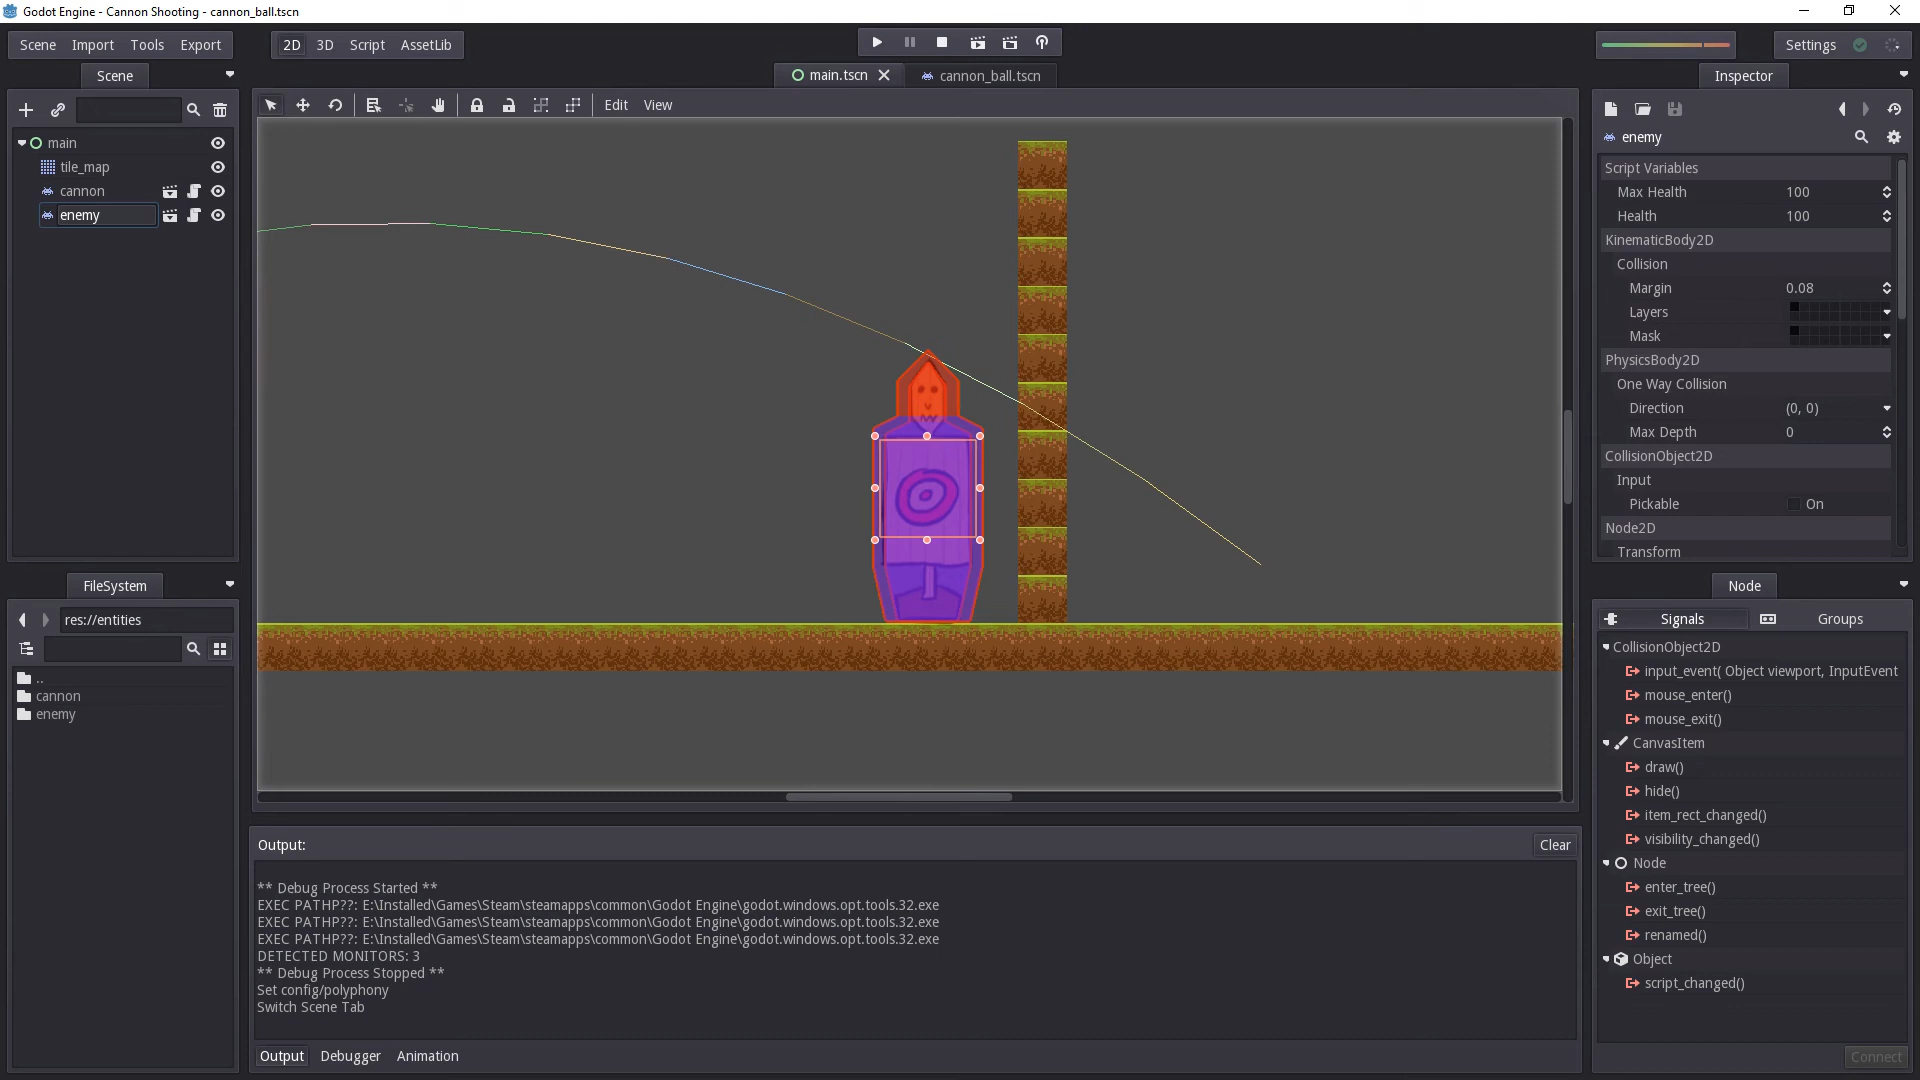 Godot Engine - Cannon Shooting - cannon_ball.tscn
Scene Import Tools Export
2D 3D Script AssetLib
Settings
Scene
main.tscn
cannon_ball.tscn
Inspector
Edit View
main
tile_map
cannon
enemy
enemy
Script Variables
Max Health 100
Health 100
KinematicBody2D
Collision
Margin 0.08
Layers
Mask
PhysicsBody2D
One Way Collision
Direction (0, 0)
Max Depth 0
CollisionObject2D
Input
Pickable On
Node2D
Transform
FileSystem
res://entities
..
cannon
enemy
Node
Signals Groups
CollisionObject2D
input_event( Object viewport, InputEvent
mouse_enter()
mouse_exit()
CanvasItem
draw()
hide()
item_rect_changed()
visibility_changed()
Node
enter_tree()
exit_tree()
renamed()
Object
script_changed()
Connect
Output:
Clear
** Debug Process Started **
EXEC PATHP??: E:\Installed\Games\Steam\steamapps\common\Godot Engine\godot.windows.opt.tools.32.exe
EXEC PATHP??: E:\Installed\Games\Steam\steamapps\common\Godot Engine\godot.windows.opt.tools.32.exe
EXEC PATHP??: E:\Installed\Games\Steam\steamapps\common\Godot Engine\godot.windows.opt.tools.32.exe
DETECTED MONITORS: 3
** Debug Process Stopped **
Set config/polyphony
Switch Scene Tab
Output Debugger Animation